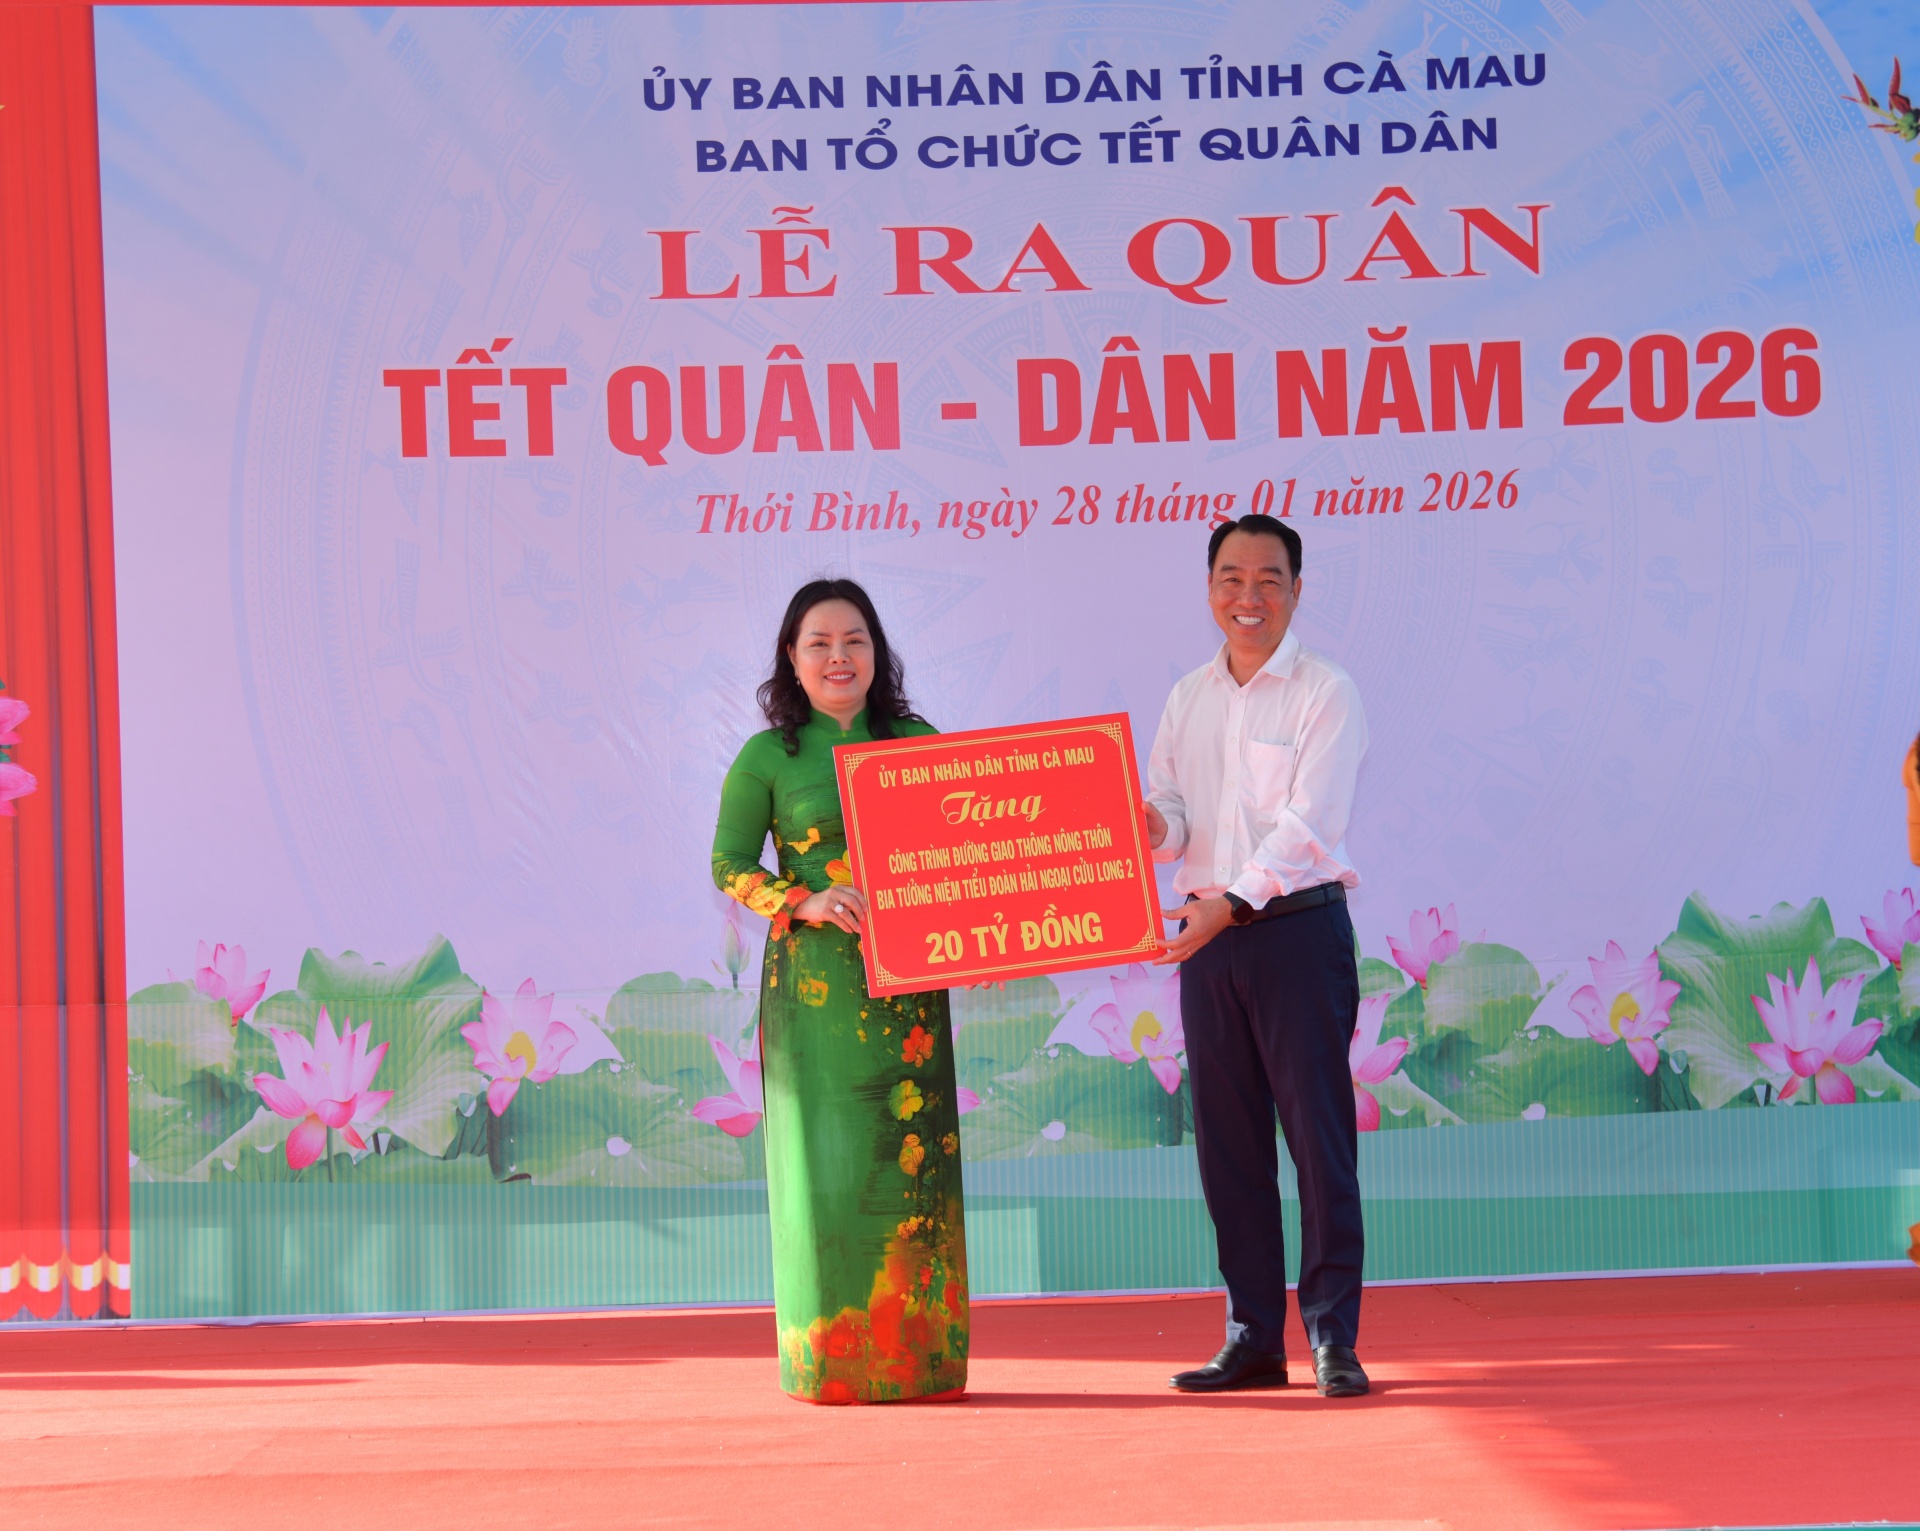 ỦY BAN NHÂN DÂN TỈNH CÀ MAU
BAN TỔ CHỨC TẾT QUÂN DÂN
LỄ RA QUÂN
TẾT QUÂN - DÂN NĂM 2026
Thới Bình, ngày 28 tháng 01 năm 2026
ỦY BAN NHÂN DÂN TỈNH CÀ MAU
Tặng
CÔNG TRÌNH ĐƯỜNG GIAO THÔNG NÔNG THÔN
BIA TƯỞNG NIỆM TIỂU ĐOÀN HẢI NGOẠI CỬU LONG 2
20 TỶ ĐỒNG